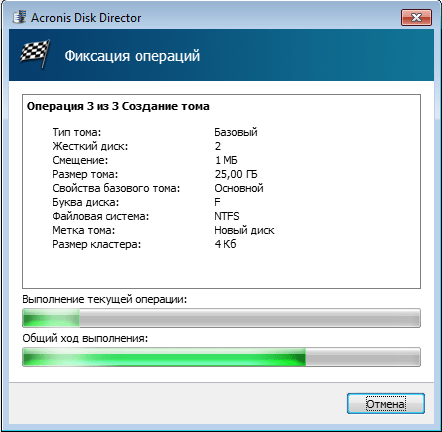 Acronis Disk Director
Фиксация операций
Операция 3 из 3 Создание тома
Тип тома: Базовый
Жесткий диск: 2
Смещение: 1 МБ
Размер тома: 25,00 ГБ
Свойства базового тома: Основной
Буква диска: F
Файловая система: NTFS
Метка тома: Новый диск
Размер кластера: 4 Кб
Выполнение текущей операции:
Общий ход выполнения:
Отмена